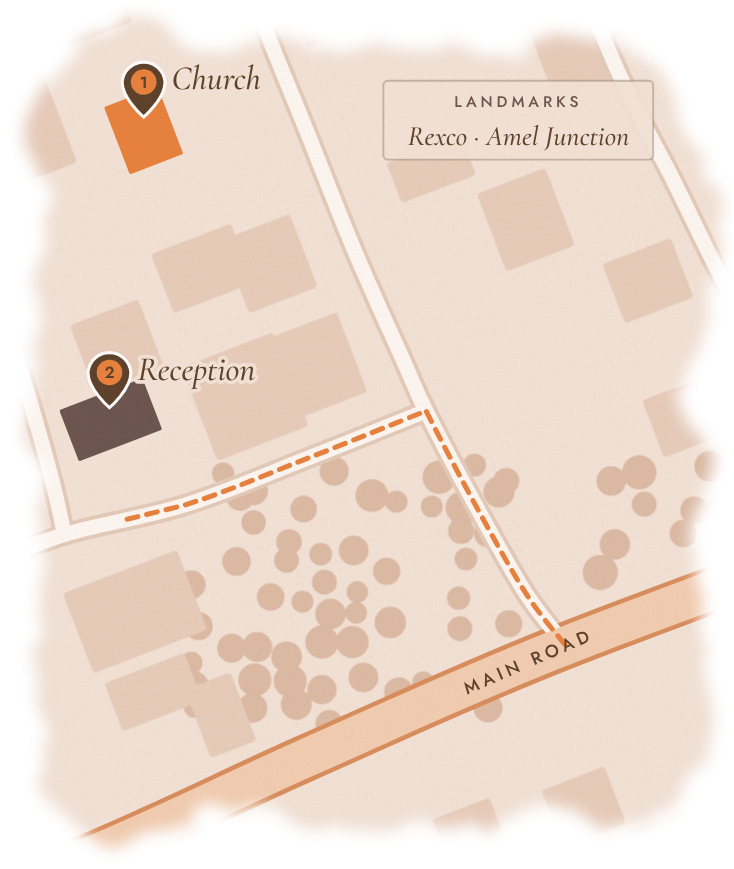 1 Church
LANDMARKS
Rexco · Amel Junction
2 Reception
MAIN ROAD